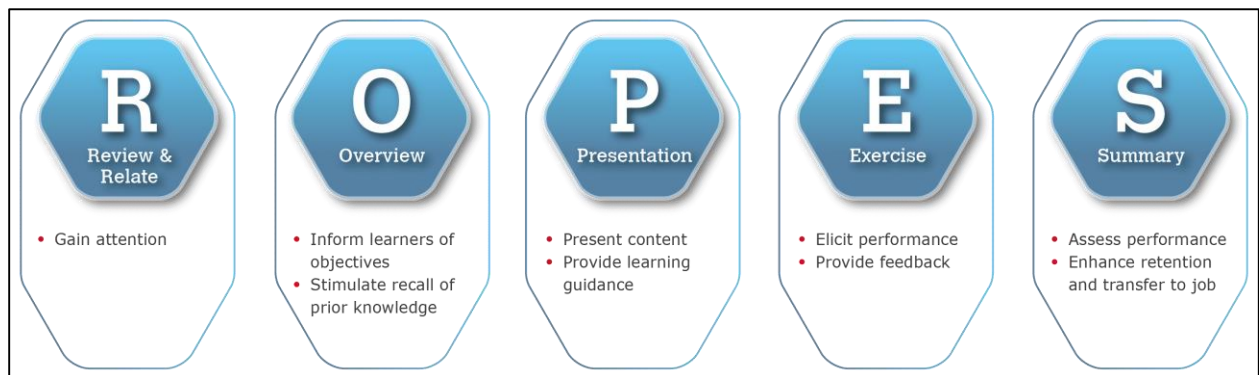 R
Review &
Relate
• Gain attention
O
Overview
• Inform learners of
objectives
• Stimulate recall of
prior knowledge
P
Presentation
• Present content
• Provide learning
guidance
E
Exercise
• Elicit performance
• Provide feedback
S
Summary
• Assess performance
• Enhance retention
and transfer to job